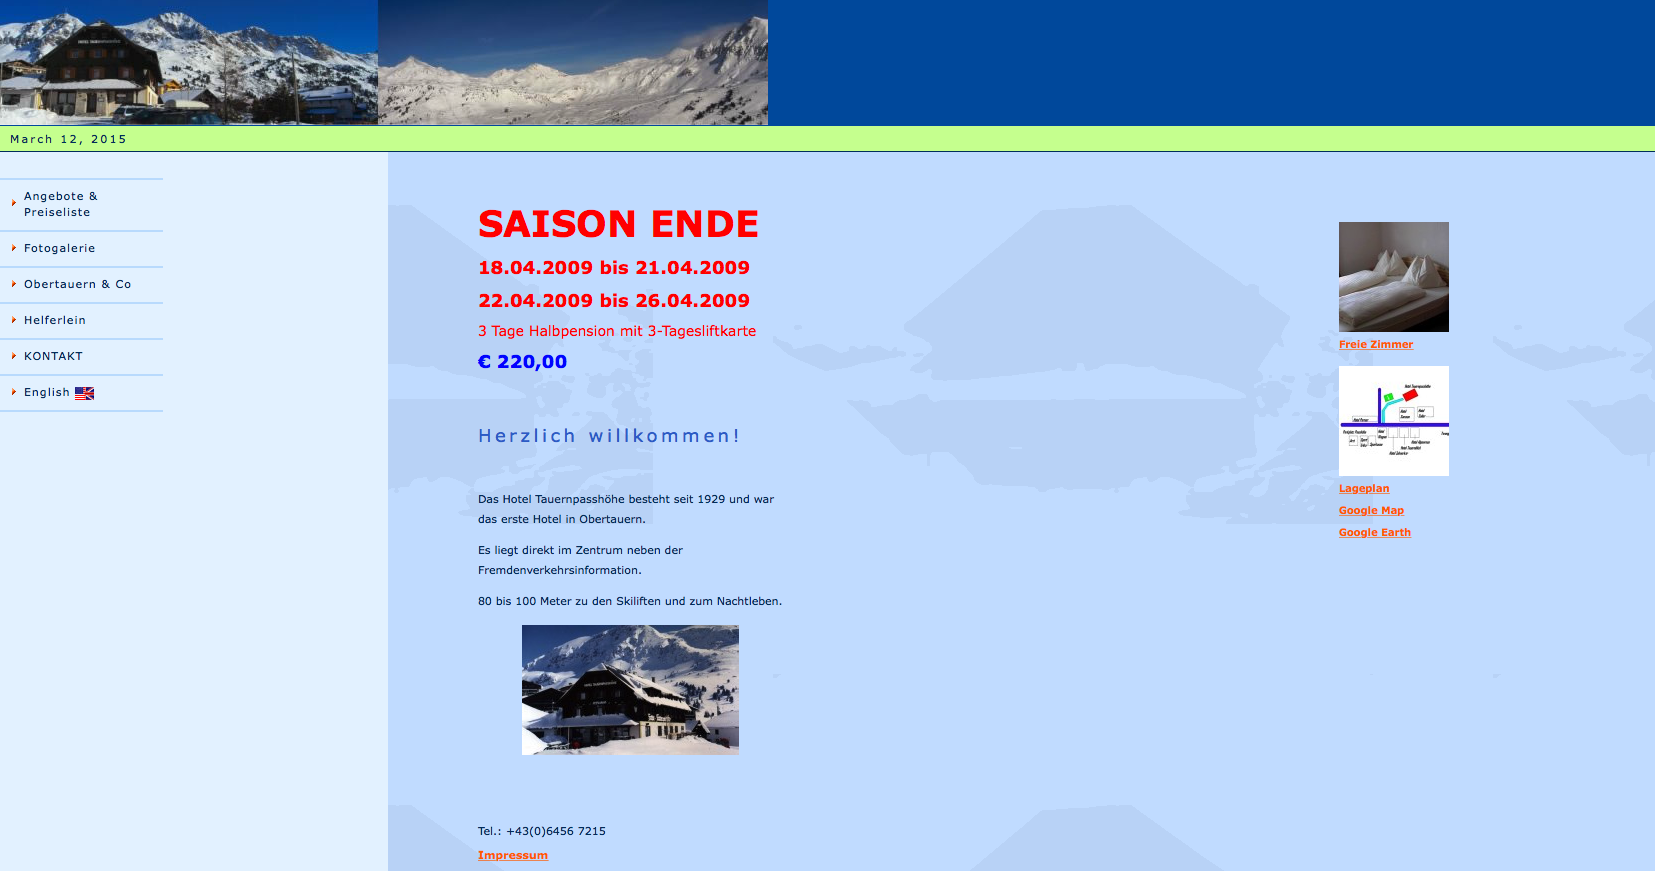 March 12, 2015
Angebote &
Preiseliste
Fotogalerie
Obertauern & Co
Helferlein
KONTAKT
English
SAISON ENDE
18.04.2009 bis 21.04.2009
22.04.2009 bis 26.04.2009
3 Tage Halbpension mit 3-Tagesliftkarte
€ 220,00
Herzlich willkommen!
Das Hotel Tauernpasshöhe besteht seit 1929 und war
das erste Hotel in Obertauern.
Es liegt direkt im Zentrum neben der
Fremdenverkehrsinformation.
80 bis 100 Meter zu den Skiliften und zum Nachtleben.
Tel.: +43(0)6456 7215
Impressum
Freie Zimmer
Lageplan
Google Map
Google Earth